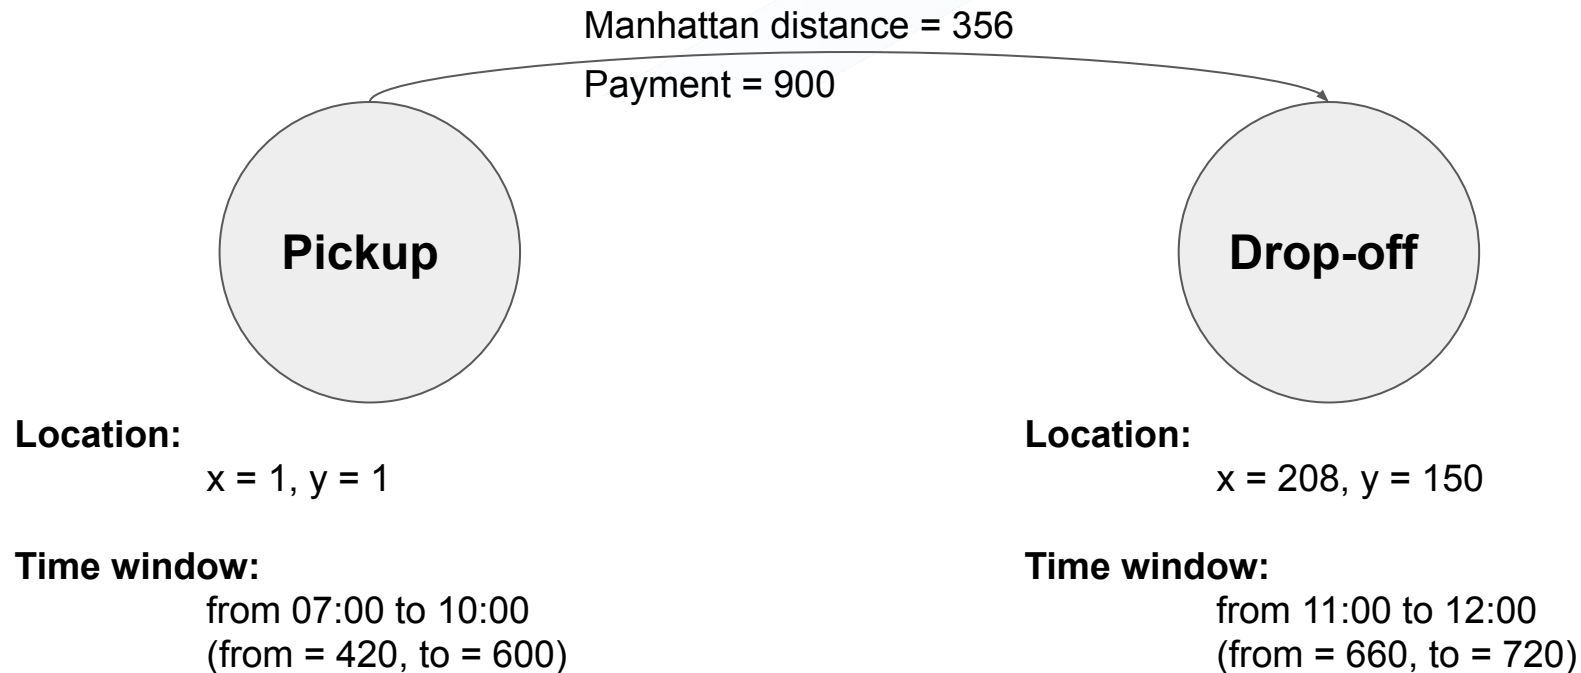 Manhattan distance = 356
Payment = 900
Pickup
Drop-off
Location:
x = 1, y = 1
Time window:
from 07:00 to 10:00
(from = 420, to = 600)
Location:
x = 208, y = 150
Time window:
from 11:00 to 12:00
(from = 660, to = 720)